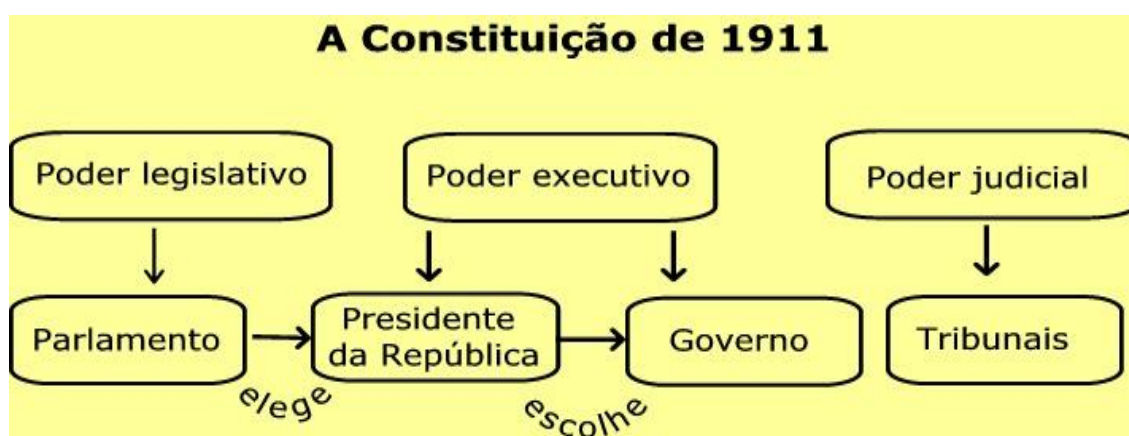 A Constituição de 1911
Poder legislativo
Poder executivo
Poder judicial
Parlamento
elege
Presidente
da República
escolhe
Governo
Tribunais